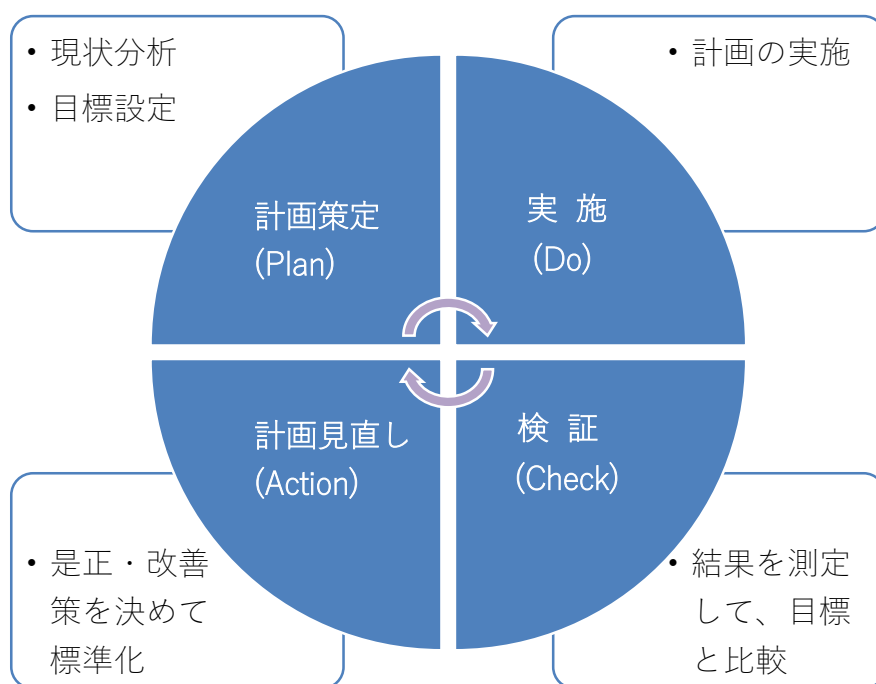 • 現状分析
• 目標設定
• 計画の実施
計画策定
(Plan)
実 施
(Do)
計画見直し
(Action)
検 証
(Check)
• 是正・改善
策を決めて
標準化
• 結果を測定
して、目標
と比較